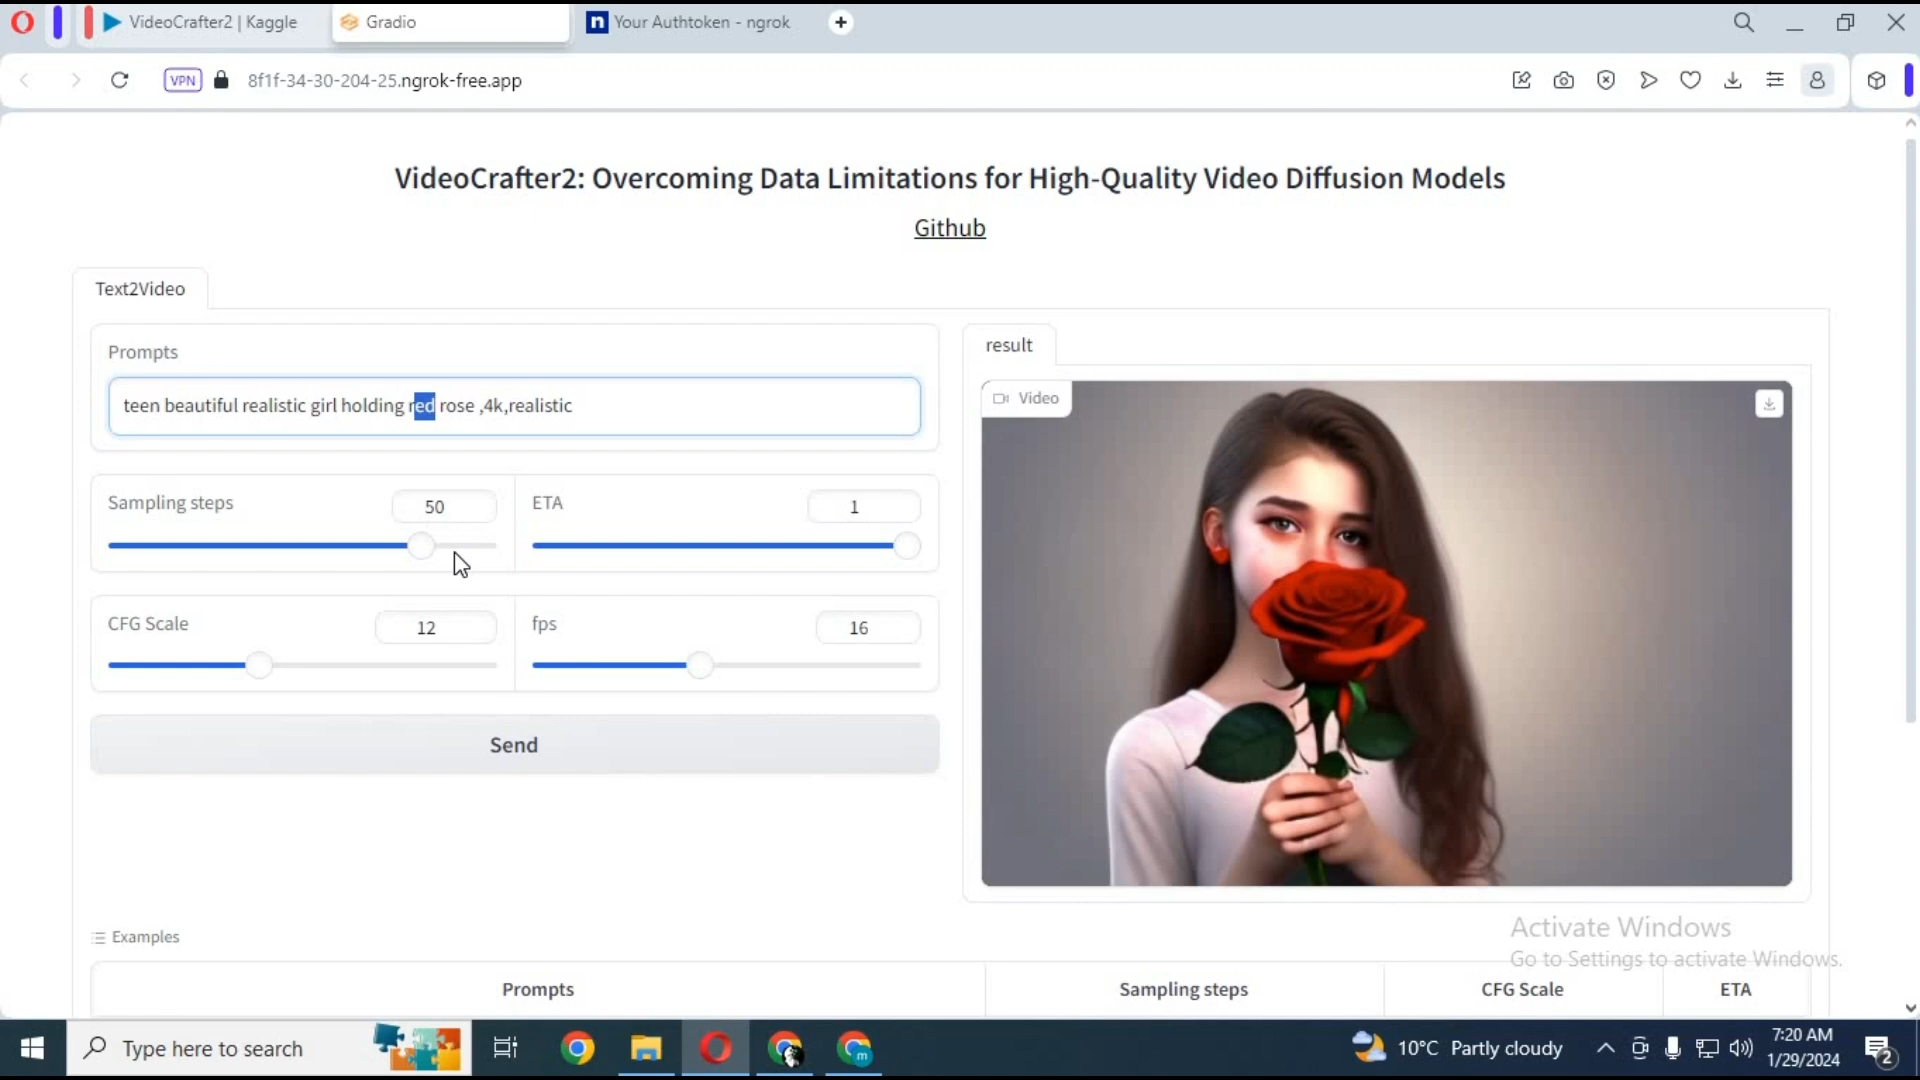 VideoCrafter2 | Kaggle
Gradio
Your Authtoken - ngrok
VPN
8f1f-34-30-204-25.ngrok-free.app
VideoCrafter2: Overcoming Data Limitations for High-Quality Video Diffusion Models
Github
Text2Video
Prompts
teen beautiful realistic girl holding red rose ,4k,realistic
Sampling steps
50
ETA
1
CFG Scale
12
fps
16
Send
result
Video
Activate Windows
Go to Settings to activate Windows.
Examples
Prompts
Sampling steps
CFG Scale
ETA
Type here to search
10°C Partly cloudy
7:20 AM
1/29/2024
2